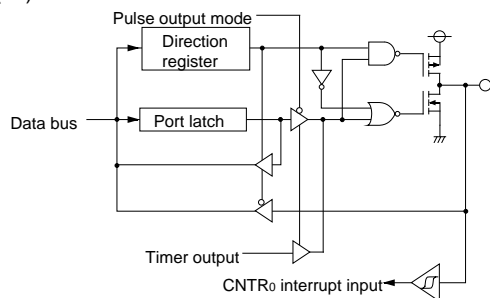 Pulse output mode
Direction
register
Data bus
Port latch
Timer output
CNTR0 interrupt input